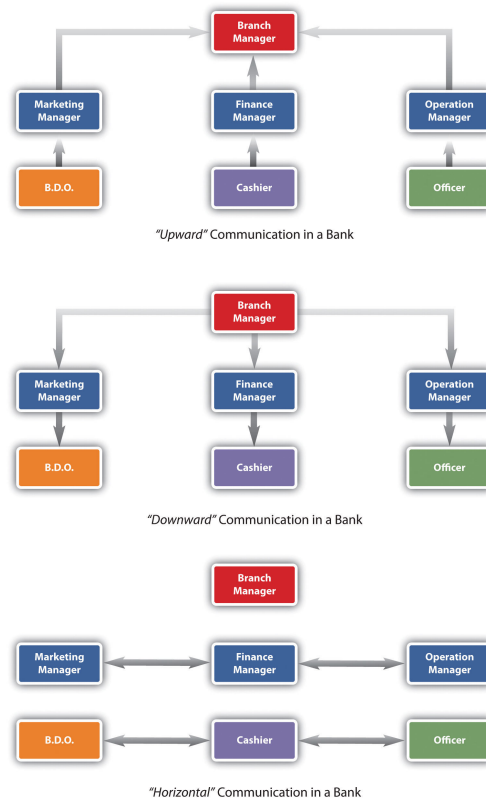 Branch
Manager
Marketing
Manager
Finance
Manager
Operation
Manager
B.D.O.
Cashier
Officer
"Upward" Communication in a Bank
Branch
Manager
Marketing
Manager
Finance
Manager
Operation
Manager
B.D.O.
Cashier
Officer
"Downward" Communication in a Bank
Branch
Manager
Marketing
Manager
Finance
Manager
Operation
Manager
B.D.O.
Cashier
Officer
"Horizontal" Communication in a Bank